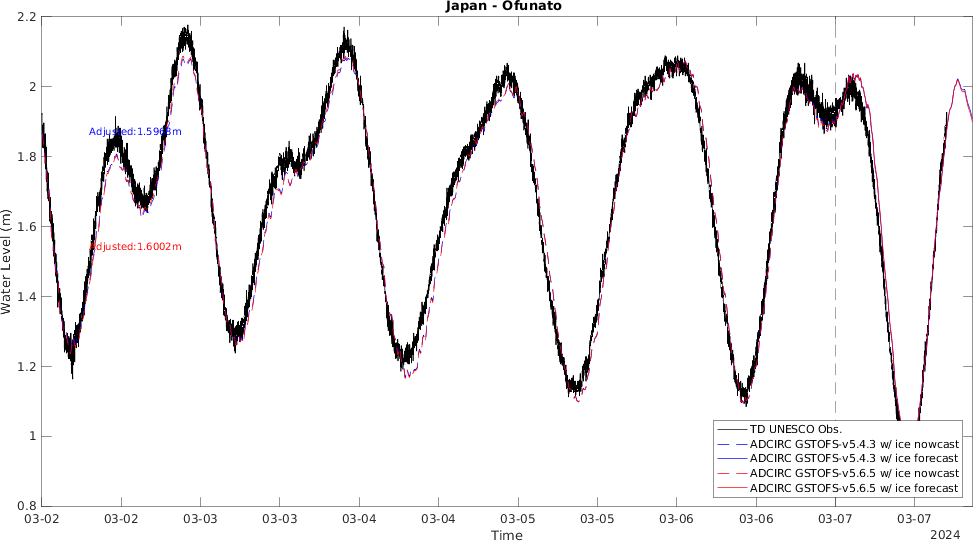 Japan - Ofunato
Water Level (m)
2.2
2
1.8
1.6
1.4
1.2
1
0.8
Adjusted:1.5968m
Adjusted:1.6002m
TD UNESCO Obs.
ADCIRC GSTOFS-v5.4.3 w/ ice nowcast
ADCIRC GSTOFS-v5.4.3 w/ ice forecast
ADCIRC GSTOFS-v5.6.5 w/ ice nowcast
ADCIRC GSTOFS-v5.6.5 w/ ice forecast
03-02 03-02 03-03 03-03 03-04 03-04 03-05 03-05 03-06 03-06 03-07 03-07
Time
2024